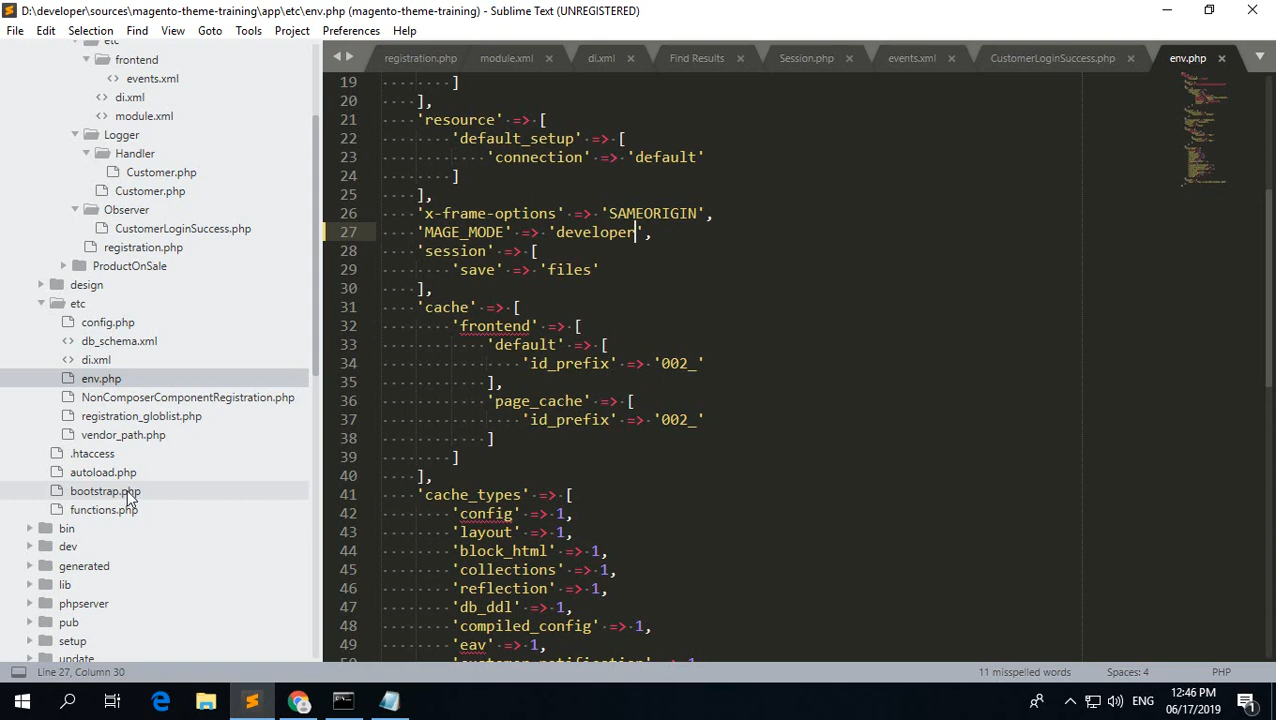 D:\developer\sources\magento-theme-training\app\etc\env.php (magento-theme-training) - Sublime Text (UNREGISTERED)
File Edit Selection Find View Goto Tools Project Preferences Help
registration.php module.xml di.xml Find Results Session.php events.xml CustomerLoginSuccess.php env.php
etc
frontend
events.xml
di.xml
module.xml
Logger
Handler
Customer.php
Customer.php
Observer
CustomerLoginSuccess.php
registration.php
ProductOnSale
design
etc
config.php
db_schema.xml
di.xml
env.php
NonComposerComponentRegistration.php
registration_globlist.php
vendor_path.php
.htaccess
autoload.php
bootstrap.php
functions.php
bin
dev
generated
lib
phpserver
pub
setup
update
19 ]
20 ],
21 'resource' => [
22 'default_setup' => [
23 'connection' => 'default'
24 ]
25 ],
26 'x-frame-options' => 'SAMEORIGIN',
27 'MAGE_MODE' => 'developer',
28 'session' => [
29 'save' => 'files'
30 ],
31 'cache' => [
32 'frontend' => [
33 'default' => [
34 'id_prefix' => '002_'
35 ],
36 'page_cache' => [
37 'id_prefix' => '002_'
38 ]
39 ]
40 ],
41 'cache_types' => [
42 'config' => 1,
43 'layout' => 1,
44 'block_html' => 1,
45 'collections' => 1,
46 'reflection' => 1,
47 'db_ddl' => 1,
48 'compiled_config' => 1,
49 'eav' => 1,
50 'customer_notification' => 1,
Line 27, Column 30 11 misspelled words Spaces: 4 PHP
ENG 12:46 PM
06/17/2019 1